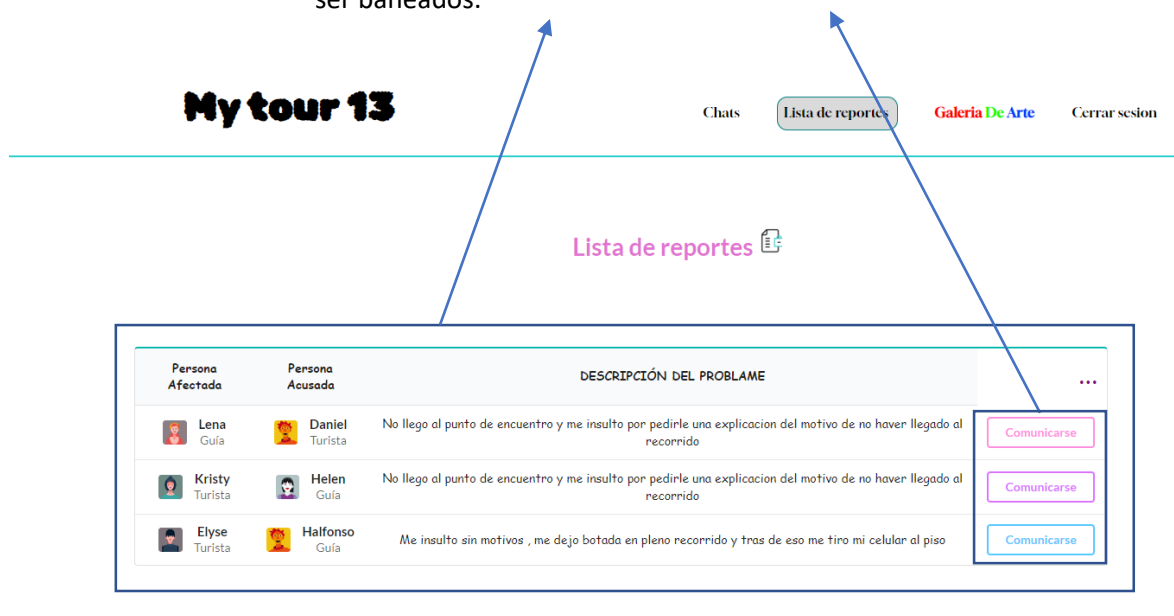 ser baneados.
My tour 13
Chats Lista de reportes Galeria De Arte Cerrar sesion
Lista de reportes
Persona Afectada Persona Acusada DESCRIPCIÓN DEL PROBLAME ...
Lena Guía Daniel Turista No llego al punto de encuentro y me insulto por pedirle una explicacion del motivo de no haver llegado al
recorrido Comunicarse
Kristy Turista Helen Guía No llego al punto de encuentro y me insulto por pedirle una explicacion del motivo de no haver llegado al
recorrido Comunicarse
Elyse Turista Halfonso Guía Me insulto sin motivos , me dejo botada en pleno recorrido y tras de eso me tiro mi celular al piso Comunicarse